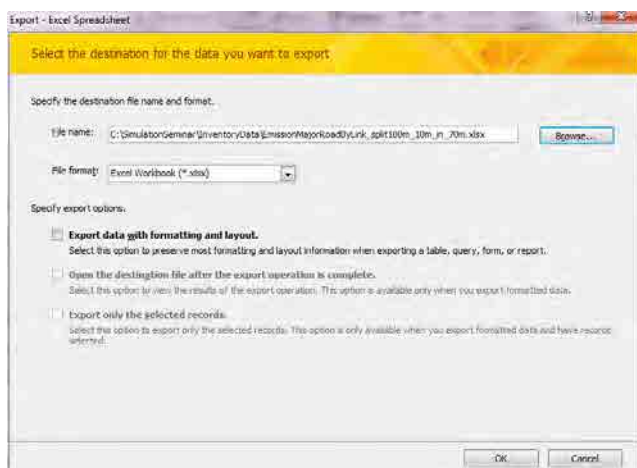 Export - Excel Spreadsheet
Select the destination for the data you want to export
Specify the destination file name and format.
File name: C:\SimulationSeminar\InventoryData\EmissionMajorRoadByLink_split100m_10m_in_70m.xlsx Browse...
File format: Excel Workbook (*.xlsx)
Specify export options.
Export data with formatting and layout.
Select this option to preserve most formatting and layout information when exporting a table, query, form, or report.
Open the destination file after the export operation is complete.
Select this option to view the results of the export operation. This option is available only when you export formatted data.
Export only the selected records.
Select this option to export only the selected records. This option is only available when you export formatted data and have records
selected.
OK Cancel